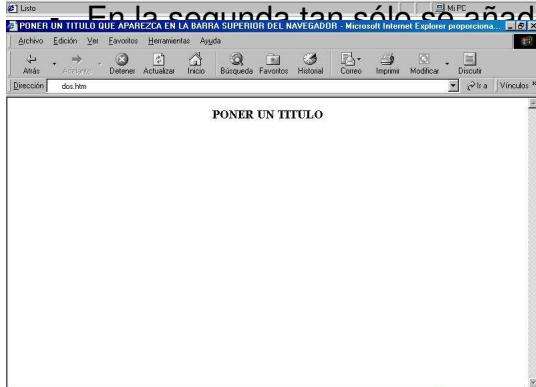 Listo Mi PC
- En la segunda tan sólo se añad
PONER UN TITULO QUE APAREZCA EN LA BARRA SUPERIOR DEL NAVEGADOR - Microsoft Internet Explorer proporciona...
Archivo Edición Ver Favoritos Herramientas Ayuda
Atrás Adelante Detener Actualizar Inicio Búsqueda Favoritos Historial Correo Imprimir Modificar Discutir
Dirección dos.htm Ir a Vínculos »
PONER UN TITULO